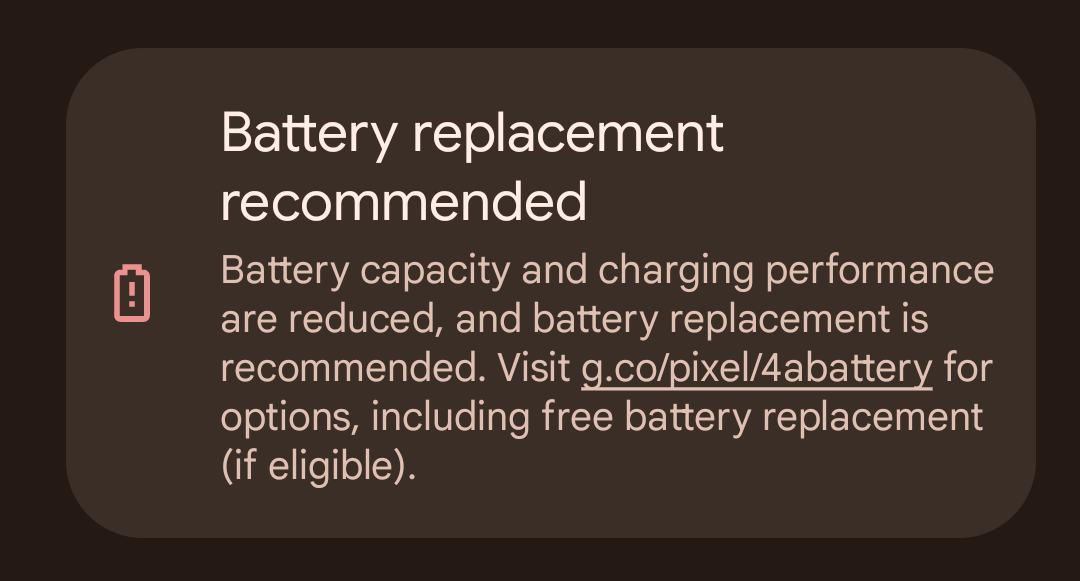 Battery replacement
recommended
Battery capacity and charging performance
are reduced, and battery replacement is
recommended. Visit g.co/pixel/4abattery for
options, including free battery replacement
(if eligible).